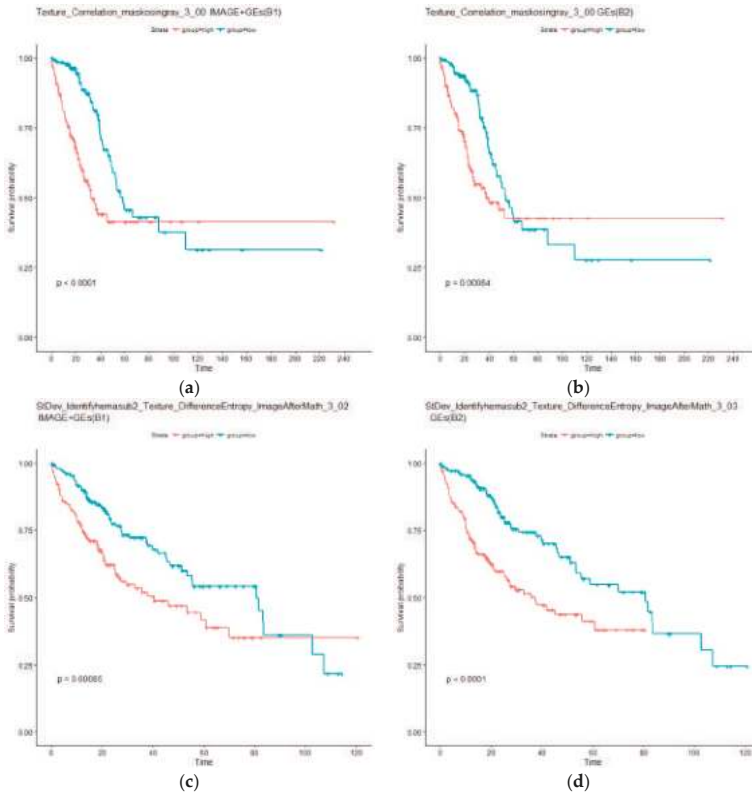 Texture_Correlation_maskosingray_3_00 IMAGE+GEs(B1)
Strata group=high group=low
1.00
0.75
0.50
0.25
0.00
Survival probability
p < 0.0001
0 20 40 60 80 100 120 140 160 180 200 220 240
Time
(a)
Texture_Correlation_maskosingray_3_00 GEs(B2)
Strata group=high group=low
1.00
0.75
0.50
0.25
0.00
Survival probability
0 20 40 60 80 100 120 140 160 180 200 220 240
Time
(b)
StDev_Identifyhemasub2_Texture_DifferenceEntropy_ImageAfterMath_3_02
IMAGE+GEs(B1)
Strata group=high group=low
1.00
0.75
0.50
0.25
0.00
Survival probability
0 20 40 60 80 100 120
Time
(c)
StDev_Identifyhemasub2_Texture_DifferenceEntropy_ImageAfterMath_3_03
GEs(B2)
Strata group=high group=low
1.00
0.75
0.50
0.25
0.00
Survival probability
p < 0.0001
0 20 40 60 80 100 120
Time
(d)